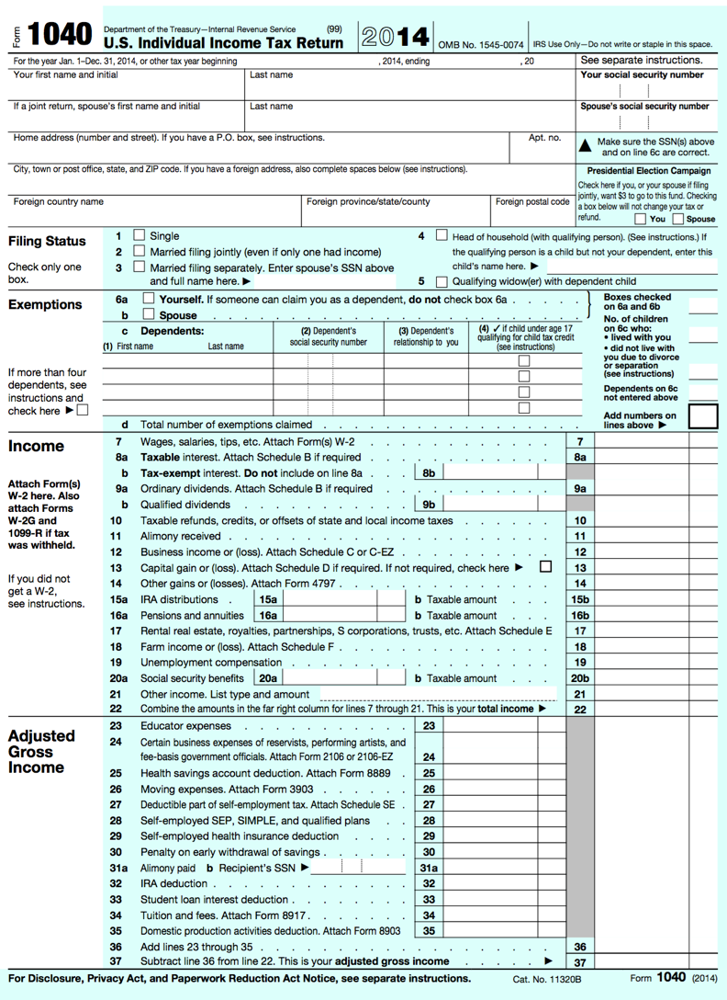 Form 1040 Department of the Treasury—Internal Revenue Service (99)
U.S. Individual Income Tax Return 2014 OMB No. 1545-0074 IRS Use Only—Do not write or staple in this space.
For the year Jan. 1–Dec. 31, 2014, or other tax year beginning , 2014, ending , 20 See separate instructions.
Your first name and initial Last name Your social security number
If a joint return, spouse's first name and initial Last name Spouse's social security number
Home address (number and street). If you have a P.O. box, see instructions. Apt. no.
▲ Make sure the SSN(s) above
and on line 6c are correct.
City, town or post office, state, and ZIP code. If you have a foreign address, also complete spaces below (see instructions).
Foreign country name Foreign province/state/county Foreign postal code
Presidential Election Campaign
Check here if you, or your spouse if filing
jointly, want $3 to go to this fund. Checking
a box below will not change your tax or
refund. You Spouse
Filing Status
Check only one
box.
1 Single
2 Married filing jointly (even if only one had income)
3 Married filing separately. Enter spouse's SSN above
and full name here. ▶
4 Head of household (with qualifying person). (See instructions.) If
the qualifying person is a child but not your dependent, enter this
child's name here. ▶
5 Qualifying widow(er) with dependent child
Exemptions
6a Yourself. If someone can claim you as a dependent, do not check box 6a . . . . .
b Spouse . . . . . . . . . . . . . . . . . . . . . . . .
c Dependents:
(1) First name Last name
(2) Dependent's
social security number
(3) Dependent's
relationship to you
(4) ✓ if child under age 17
qualifying for child tax credit
(see instructions)
If more than four
dependents, see
instructions and
check here ▶
d Total number of exemptions claimed . . . . . . . . . . . . . . . . .
Boxes checked
on 6a and 6b
No. of children
on 6c who:
• lived with you
• did not live with
you due to divorce
or separation
(see instructions)
Dependents on 6c
not entered above
Add numbers on
lines above ▶
Income
Attach Form(s)
W-2 here. Also
attach Forms
W-2G and
1099-R if tax
was withheld.
If you did not
get a W-2,
see instructions.
7 Wages, salaries, tips, etc. Attach Form(s) W-2 . . . . . . . . . . . . 7
8a Taxable interest. Attach Schedule B if required . . . . . . . . . . . . 8a
b Tax-exempt interest. Do not include on line 8a . . . 8b
9a Ordinary dividends. Attach Schedule B if required . . . . . . . . . . . 9a
b Qualified dividends . . . . . . . . . . . 9b
10 Taxable refunds, credits, or offsets of state and local income taxes . . . . . . 10
11 Alimony received . . . . . . . . . . . . . . . . . . . . . 11
12 Business income or (loss). Attach Schedule C or C-EZ . . . . . . . . . . 12
13 Capital gain or (loss). Attach Schedule D if required. If not required, check here ▶ 13
14 Other gains or (losses). Attach Form 4797 . . . . . . . . . . . . . . 14
15a IRA distributions . 15a b Taxable amount . . . 15b
16a Pensions and annuities 16a b Taxable amount . . . 16b
17 Rental real estate, royalties, partnerships, S corporations, trusts, etc. Attach Schedule E 17
18 Farm income or (loss). Attach Schedule F . . . . . . . . . . . . . . 18
19 Unemployment compensation . . . . . . . . . . . . . . . . . 19
20a Social security benefits 20a b Taxable amount . . . 20b
21 Other income. List type and amount 21
22 Combine the amounts in the far right column for lines 7 through 21. This is your total income ▶ 22
Adjusted
Gross
Income
23 Educator expenses . . . . . . . . . . . 23
24 Certain business expenses of reservists, performing artists, and
fee-basis government officials. Attach Form 2106 or 2106-EZ 24
25 Health savings account deduction. Attach Form 8889 . 25
26 Moving expenses. Attach Form 3903 . . . . . . 26
27 Deductible part of self-employment tax. Attach Schedule SE . 27
28 Self-employed SEP, SIMPLE, and qualified plans . . 28
29 Self-employed health insurance deduction . . . . 29
30 Penalty on early withdrawal of savings . . . . . . 30
31a Alimony paid b Recipient's SSN ▶ 31a
32 IRA deduction . . . . . . . . . . . . . 32
33 Student loan interest deduction . . . . . . . . 33
34 Tuition and fees. Attach Form 8917 . . . . . . . 34
35 Domestic production activities deduction. Attach Form 8903 35
36 Add lines 23 through 35 . . . . . . . . . . . . . . . . . . . 36
37 Subtract line 36 from line 22. This is your adjusted gross income . . . . . ▶ 37
For Disclosure, Privacy Act, and Paperwork Reduction Act Notice, see separate instructions. Cat. No. 11320B Form 1040 (2014)